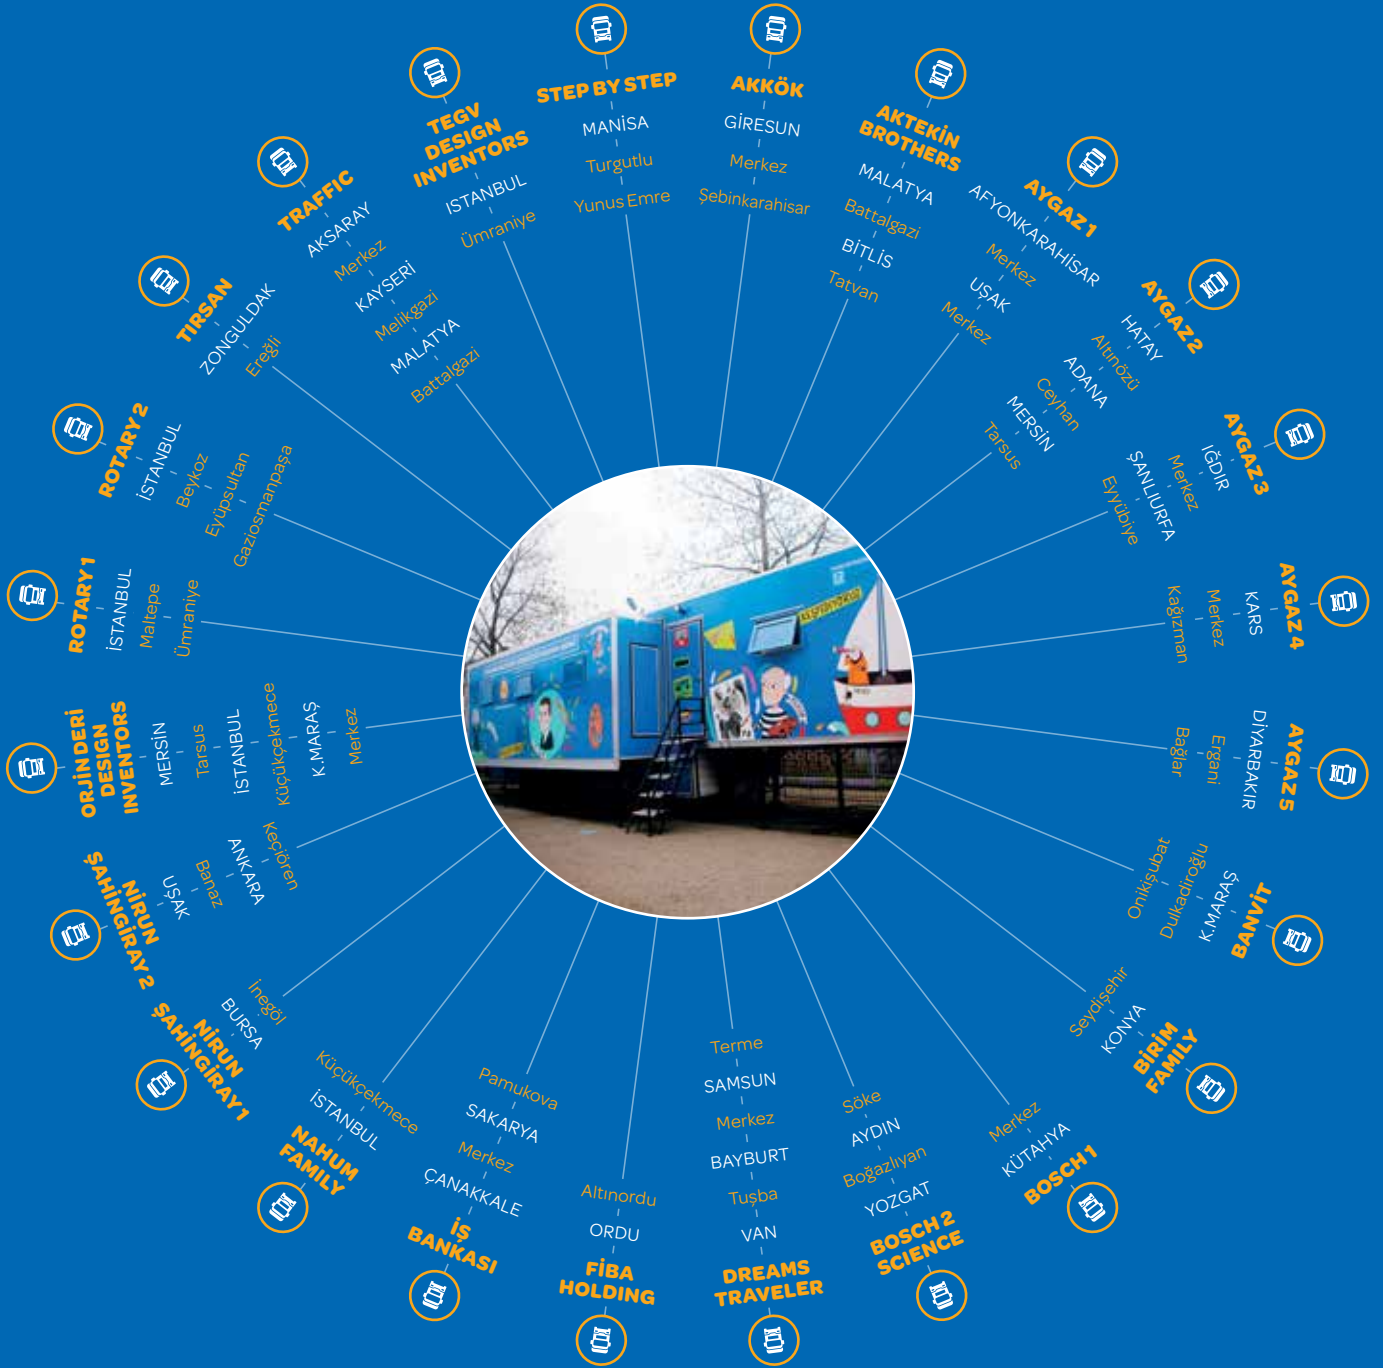 STEP BY STEP
MANİSA
Turgutlu
Yunus Emre
AKKÖK
GİRESUN
Merkez
Şebinkarahisar
AKTEKİN
BROTHERS
MALATYA
Battalgazi
BİTLİS
Tatvan
AYGAZ 1
AFYONKARAHİSAR
Merkez
UŞAK
Merkez
AYGAZ 2
HATAY
Altınözü
ADANA
Ceyhan
MERSİN
Tarsus
AYGAZ 3
IĞDIR
Merkez
ŞANLIURFA
Eyyübiye
AYGAZ 4
KARS
Merkez
Kağızman
AYGAZ 5
DİYARBAKIR
Ergani
Bağlar
BANVİT
K.MARAŞ
Dulkadiroğlu
Onikişubat
BİRİM
FAMILY
KONYA
Seydişehir
BOSCH 1
KÜTAHYA
Merkez
BOSCH 2
SCIENCE
YOZGAT
Boğazlıyan
AYDIN
Söke
DREAMS
TRAVELER
VAN
Tuşba
BAYBURT
Merkez
SAMSUN
Terme
FİBA
HOLDING
ORDU
Altınordu
İŞ
BANKASI
ÇANAKKALE
Merkez
SAKARYA
Pamukova
NAHUM
FAMILY
İSTANBUL
Küçükçekmece
NİRUN
ŞAHİNGİRAY 1
BURSA
İnegöl
NİRUN
ŞAHİNGİRAY 2
UŞAK
Banaz
ANKARA
Keçiören
ORJİNDERİ
DESIGN
INVENTORS
MERSİN
Tarsus
İSTANBUL
Küçükçekmece
K.MARAŞ
Merkez
ROTARY 1
İSTANBUL
Maltepe
Ümraniye
ROTARY 2
İSTANBUL
Beykoz
Eyüpsultan
Gaziosmanpaşa
TIRSAN
ZONGULDAK
Ereğli
TRAFFIC
AKSARAY
Merkez
KAYSERİ
Melikgazi
MALATYA
Battalgazi
TEGV
DESIGN
INVENTORS
ISTANBUL
Ümraniye